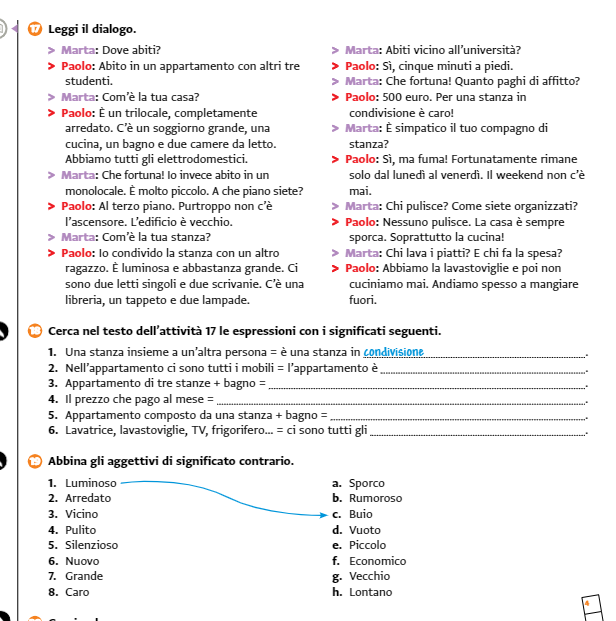 17 Leggi il dialogo.
> Marta: Dove abiti?
> Paolo: Abito in un appartamento con altri tre
studenti.
> Marta: Com'è la tua casa?
> Paolo: È un trilocale, completamente
arredato. C'è un soggiorno grande, una
cucina, un bagno e due camere da letto.
Abbiamo tutti gli elettrodomestici.
> Marta: Che fortuna! Io invece abito in un
monolocale. È molto piccolo. A che piano siete?
> Paolo: Al terzo piano. Purtroppo non c'è
l'ascensore. L'edificio è vecchio.
> Marta: Com'è la tua stanza?
> Paolo: Io condivido la stanza con un altro
ragazzo. È luminosa e abbastanza grande. Ci
sono due letti singoli e due scrivanie. C'è una
libreria, un tappeto e due lampade.
> Marta: Abiti vicino all'università?
> Paolo: Sì, cinque minuti a piedi.
> Marta: Che fortuna! Quanto paghi di affitto?
> Paolo: 500 euro. Per una stanza in
condivisione è caro!
> Marta: È simpatico il tuo compagno di
stanza?
> Paolo: Sì, ma fuma! Fortunatamente rimane
solo dal lunedì al venerdì. Il weekend non c'è
mai.
> Marta: Chi pulisce? Come siete organizzati?
> Paolo: Nessuno pulisce. La casa è sempre
sporca. Soprattutto la cucina!
> Marta: Chi lava i piatti? E chi fa la spesa?
> Paolo: Abbiamo la lavastoviglie e poi non
cuciniamo mai. Andiamo spesso a mangiare
fuori.
18 Cerca nel testo dell'attività 17 le espressioni con i significati seguenti.
1. Una stanza insieme a un'altra persona = è una stanza in condivisione.
2. Nell'appartamento ci sono tutti i mobili = l'appartamento è .
3. Appartamento di tre stanze + bagno = .
4. Il prezzo che pago al mese = .
5. Appartamento composto da una stanza + bagno = .
6. Lavatrice, lavastoviglie, TV, frigorifero... = ci sono tutti gli .
19 Abbina gli aggettivi di significato contrario.
1. Luminoso
2. Arredato
3. Vicino
4. Pulito
5. Silenzioso
6. Nuovo
7. Grande
8. Caro
a. Sporco
b. Rumoroso
c. Buio
d. Vuoto
e. Piccolo
f. Economico
g. Vecchio
h. Lontano
4